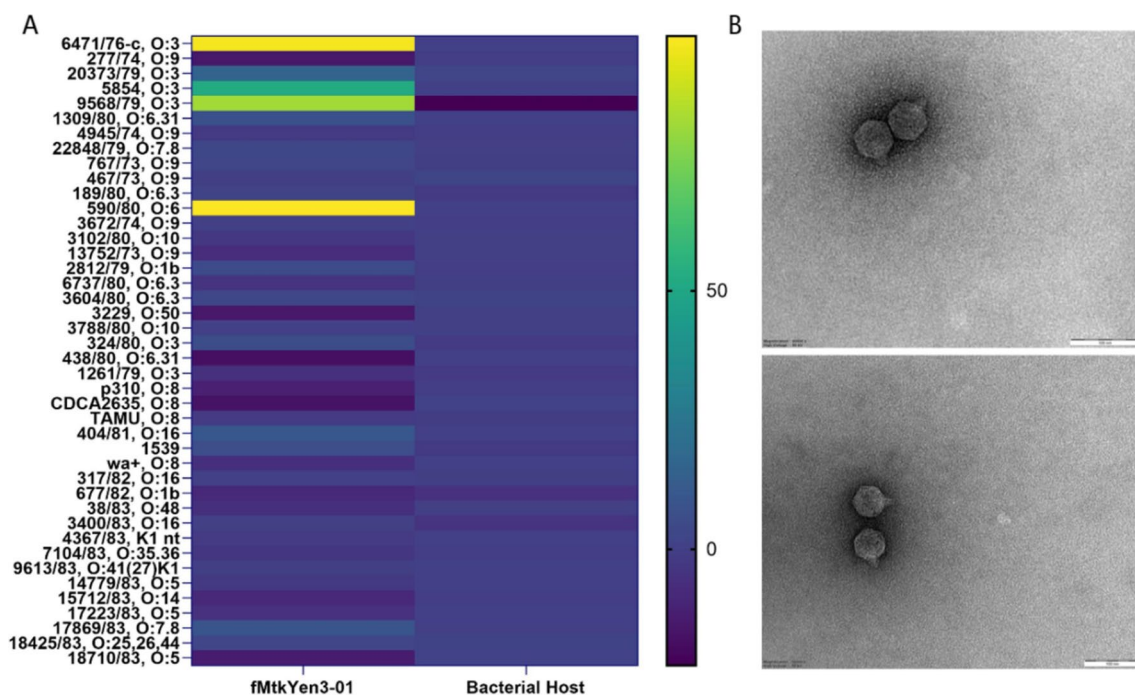 A
B
6471/76-c, O:3
277/74, O:9
20373/79, O:3
5854, O:3
9568/79, O:3
1309/80, O:6.31
4945/74, O:9
22848/79, O:7.8
767/73, O:9
467/73, O:9
189/80, O:6.3
590/80, O:6
3672/74, O:9
3102/80, O:10
13752/73, O:9
2812/79, O:1b
6737/80, O:6.3
3604/80, O:6.3
3229, O:50
3788/80, O:10
324/80, O:3
438/80, O:6.31
1261/79, O:3
p310, O:8
CDCA2635, O:8
TAMU, O:8
404/81, O:16
1539
wa+, O:8
317/82, O:16
677/82, O:1b
38/83, O:48
3400/83, O:16
4367/83, K1 nt
7104/83, O:35.36
9613/83, O:41(27)K1
14779/83, O:5
15712/83, O:14
17223/83, O:5
17869/83, O:7.8
18425/83, O:25,26,44
18710/83, O:5
fMtkYen3-01
Bacterial Host
50
0